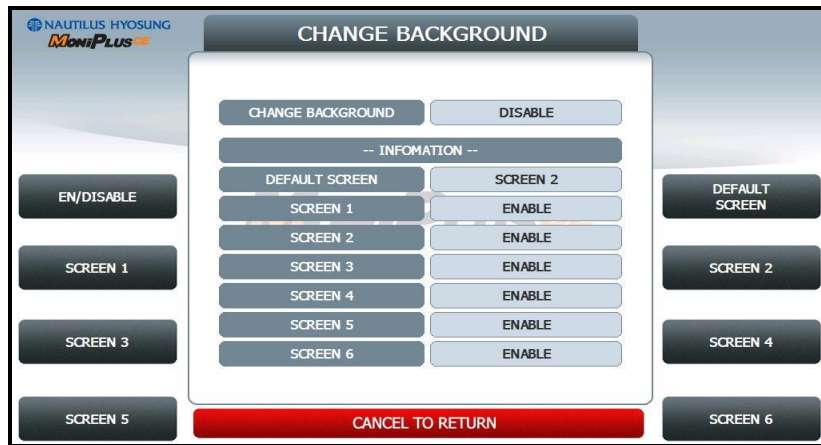 NAUTILUS HYOSUNG
MoniPlusCE
CHANGE BACKGROUND
CHANGE BACKGROUND DISABLE
-- INFOMATION --
DEFAULT SCREEN SCREEN 2
SCREEN 1 ENABLE
SCREEN 2 ENABLE
SCREEN 3 ENABLE
SCREEN 4 ENABLE
SCREEN 5 ENABLE
SCREEN 6 ENABLE
EN/DISABLE
DEFAULT
SCREEN
SCREEN 1
SCREEN 2
SCREEN 3
SCREEN 4
SCREEN 5
CANCEL TO RETURN
SCREEN 6